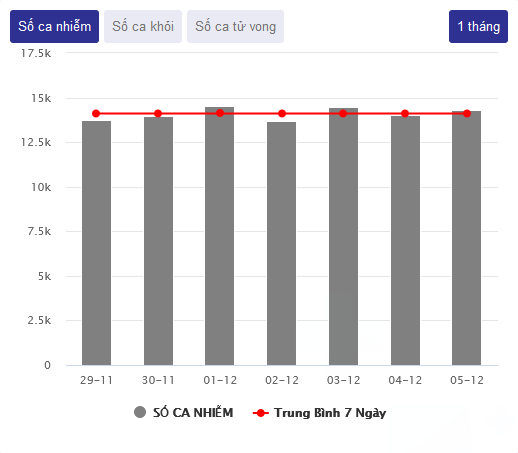 Số ca nhiễm Số ca khỏi Số ca tử vong 1 tháng
17.5k
15k
12.5k
10k
7.5k
5k
2.5k
0
29-11 30-11 01-12 02-12 03-12 04-12 05-12
SỐ CA NHIỄM Trung Bình 7 Ngày